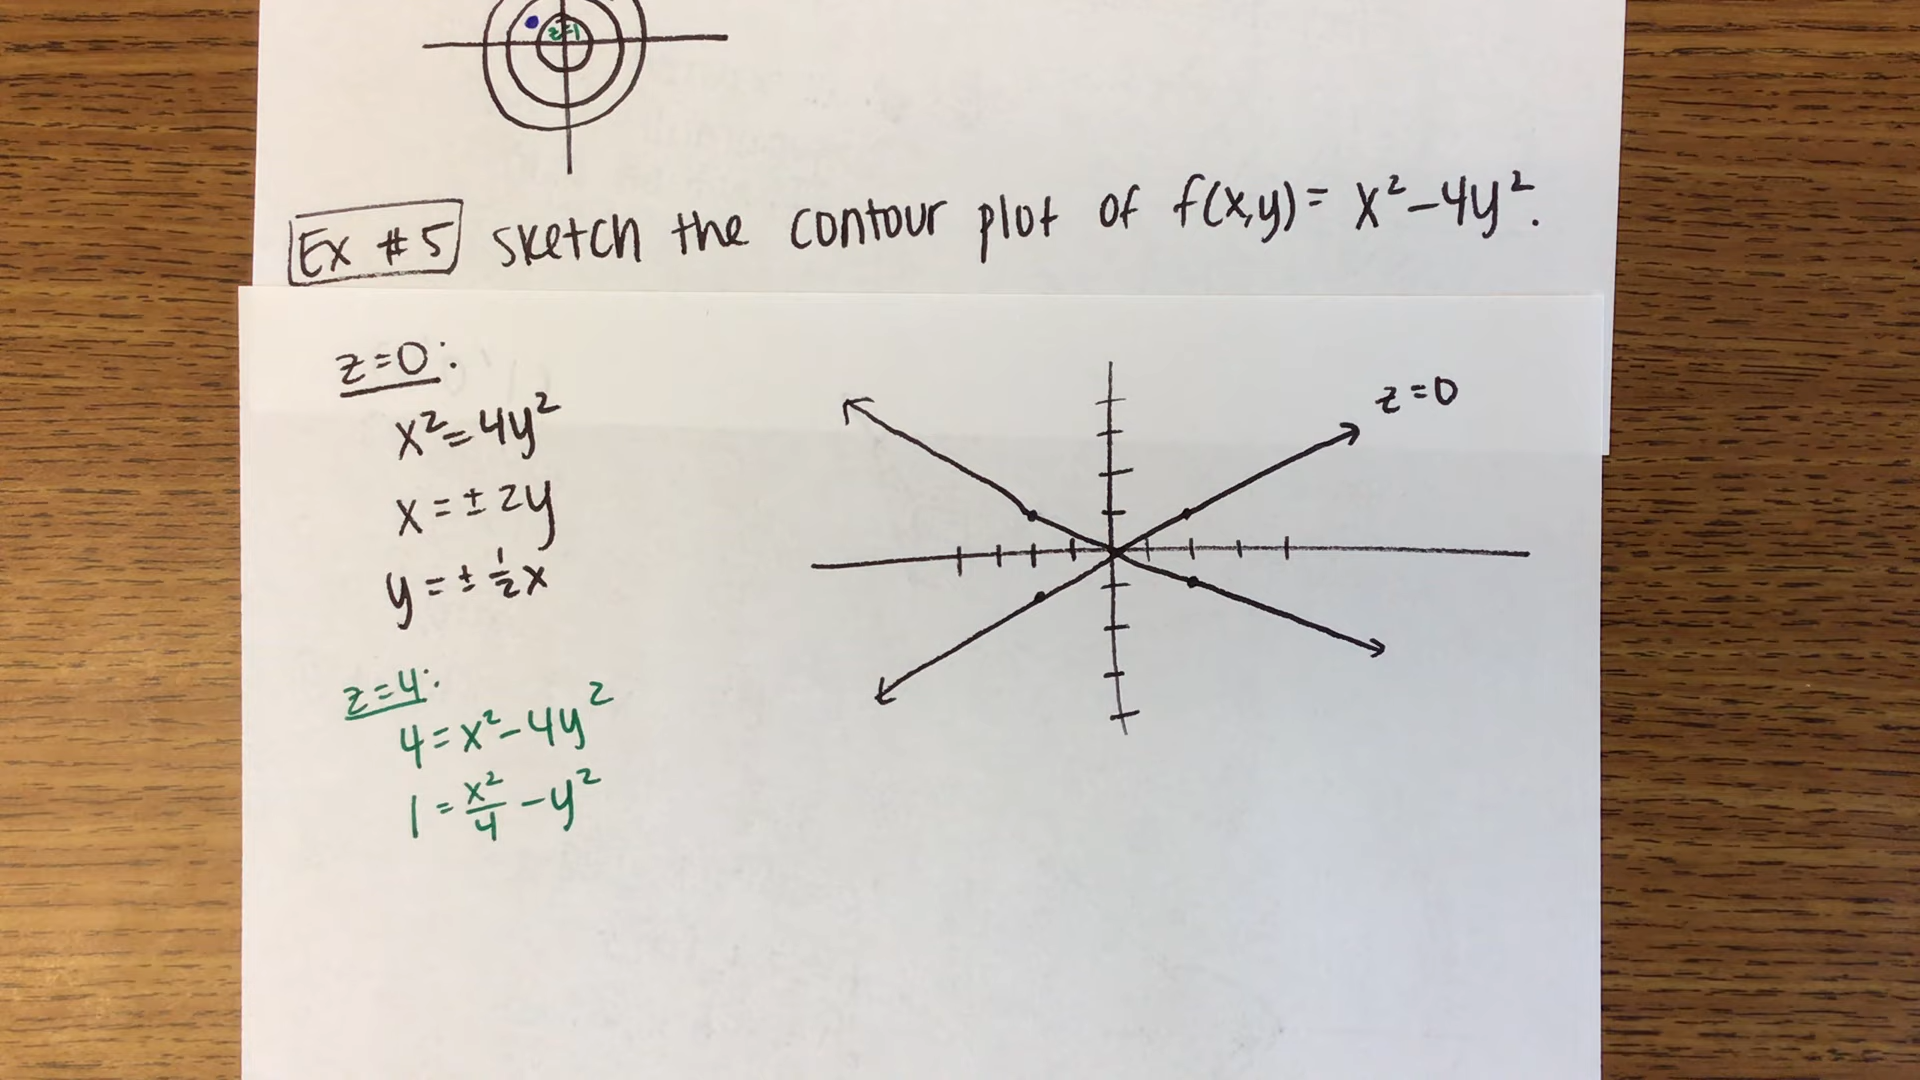 z=1
Ex #5 sketch the contour plot of f(x,y)= x²-4y².
z=0:
x²=4y²
x=±2y
y=±½x
z=0
z=4:
4=x²-4y²
1=x²/4-y²